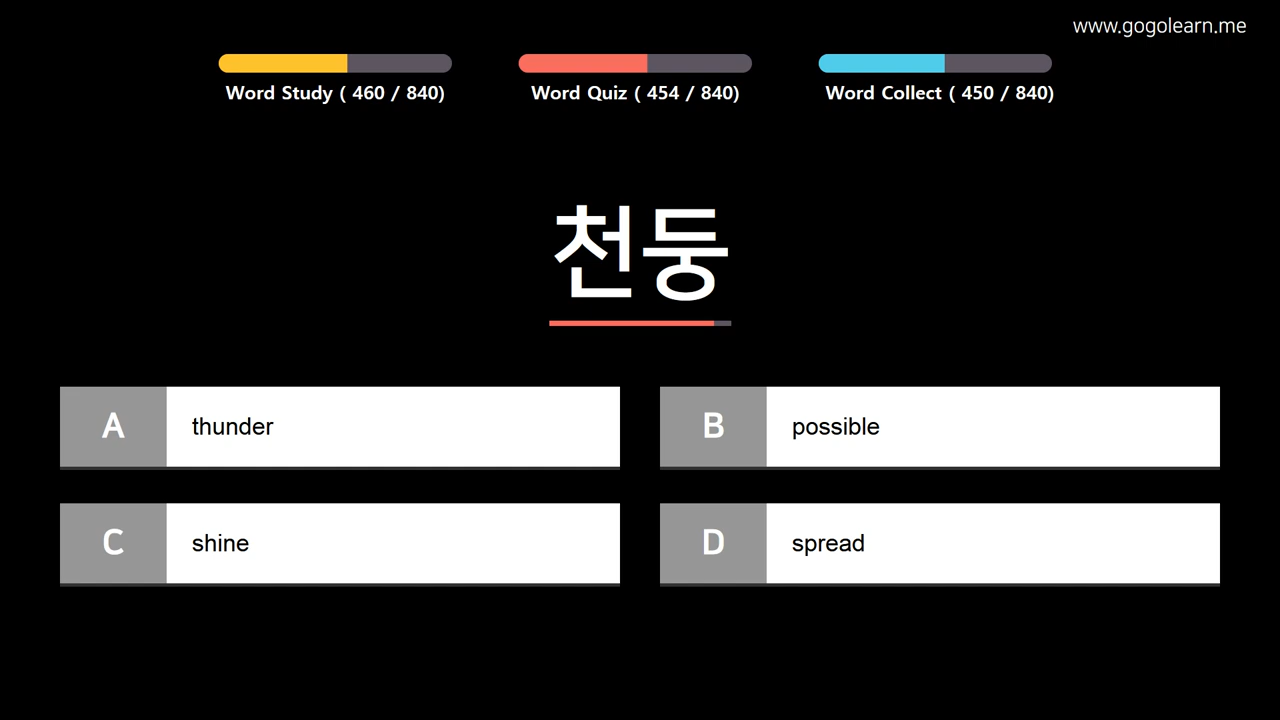 www.gogolearn.me
Word Study ( 460 / 840)
Word Quiz ( 454 / 840)
Word Collect ( 450 / 840)
천둥
A thunder
B possible
C shine
D spread